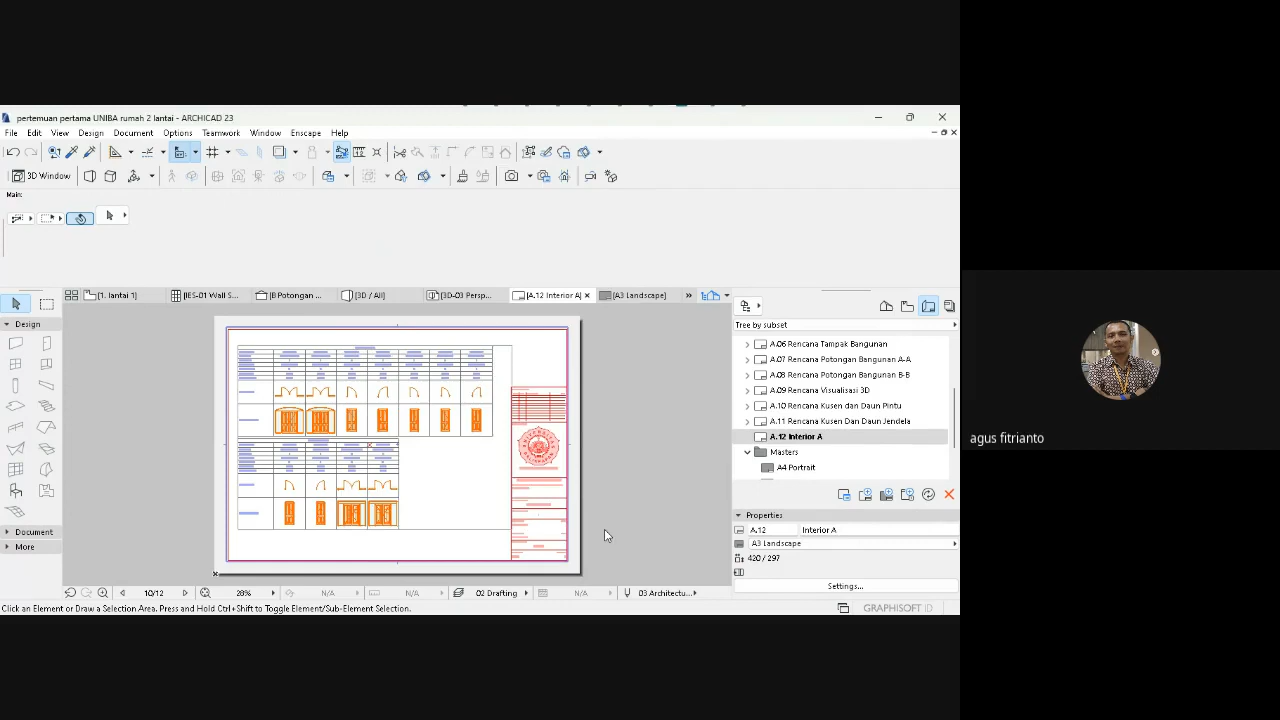 pertemuan pertama UNIBA rumah 2 lantai - ARCHICAD 23
File Edit View Design Document Options Teamwork Window Enscape Help
3D Window
Main:
[1. lantai 1]
[IES-01 Wall S...
[B Potongan ...
[3D / All]
[3D-03 Persp...
[A.12 Interior A]
[A3 Landscape]
Design
Document
More
Tree by subset
A.06 Rencana Tampak Bangunan
A.07 Rencana Potongan Bangunan A-A
A.08 Rencana Potongan Bangunan B-B
A.09 Rencana Visualisasi 3D
A.10 Rencana Kusen dan Daun Pintu
A.11 Rencana Kusen Dan Daun Jendela
A.12 Interior A
Masters
A4 Portrait
Properties
A.12 Interior A
A3 Landscape
420 / 297
Settings...
10/12 28% N/A N/A 02 Drafting N/A 03 Architectu...
Click an Element or Draw a Selection Area. Press and Hold Ctrl+Shift to Toggle Element/Sub-Element Selection.
GRAPHISOFT ID
agus fitrianto